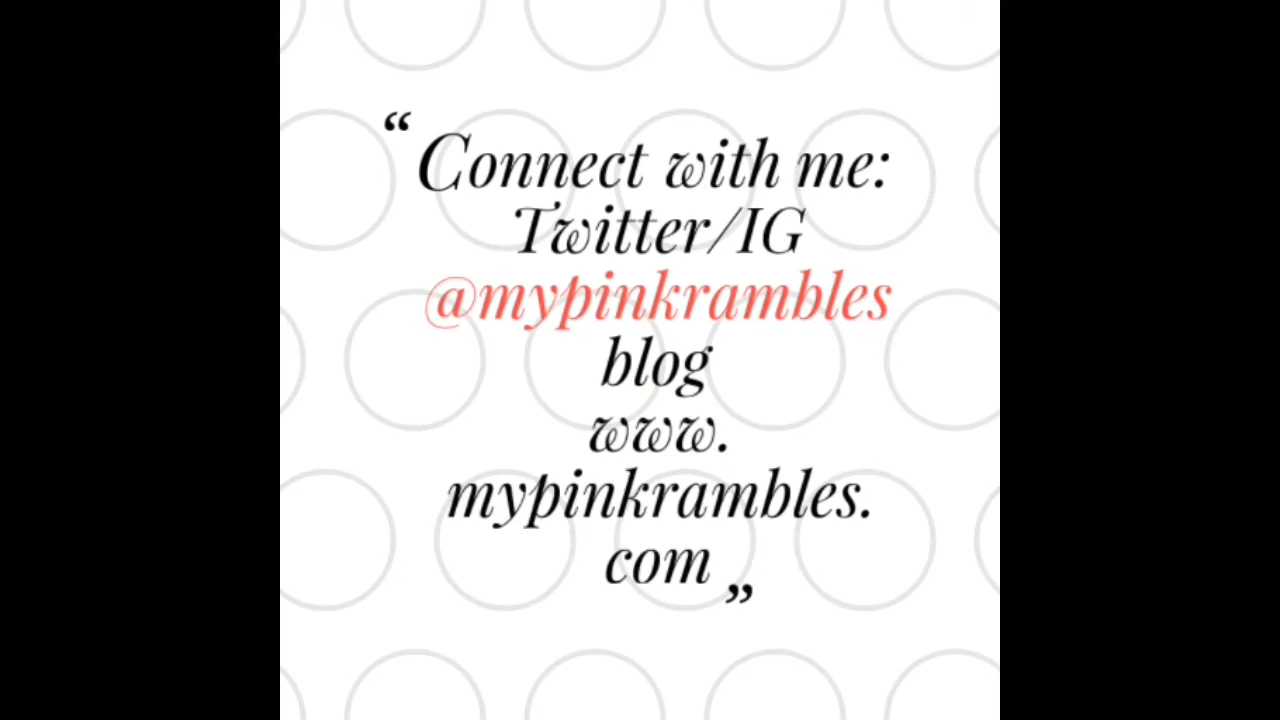 “Connect with me:
Twitter/IG
@mypinkrambles
blog
www.
mypinkrambles.
com”